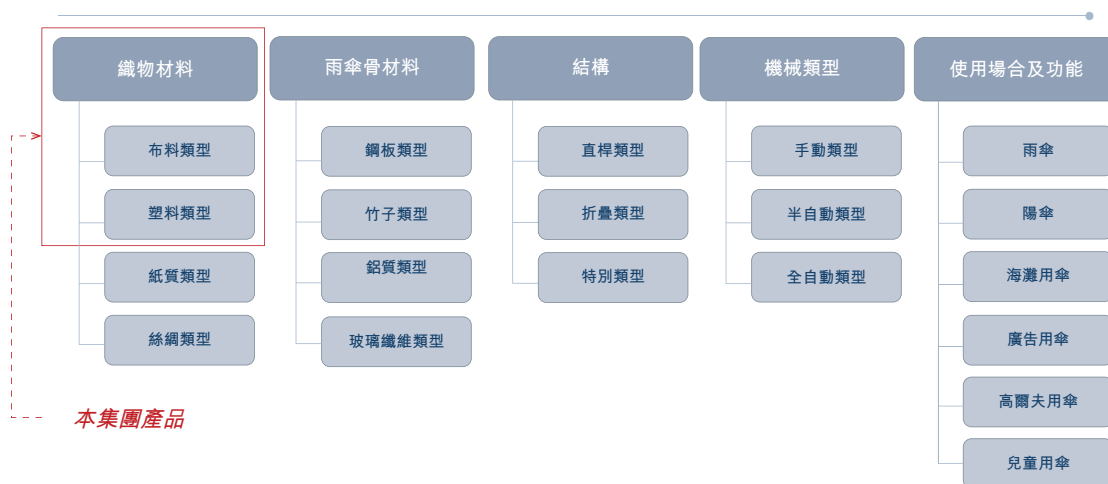 織物材料
布料類型
塑料類型
紙質類型
絲綢類型
雨傘骨材料
鋼板類型
竹子類型
鋁質類型
玻璃纖維類型
結構
直桿類型
折疊類型
特別類型
機械類型
手動類型
半自動類型
全自動類型
使用場合及功能
雨傘
陽傘
海灘用傘
廣告用傘
高爾夫用傘
兒童用傘
本集團產品